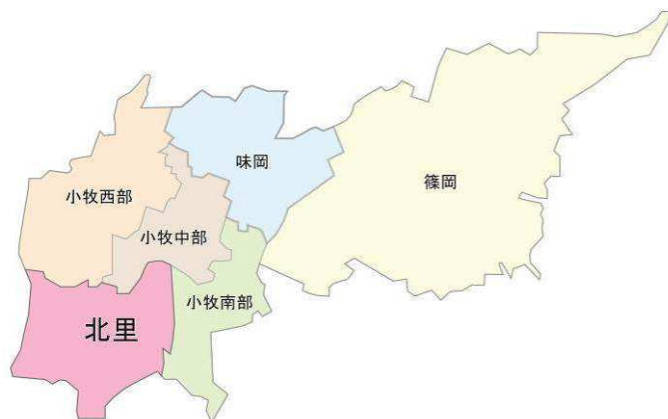 味岡
篠岡
小牧西部
小牧中部
小牧南部
北里